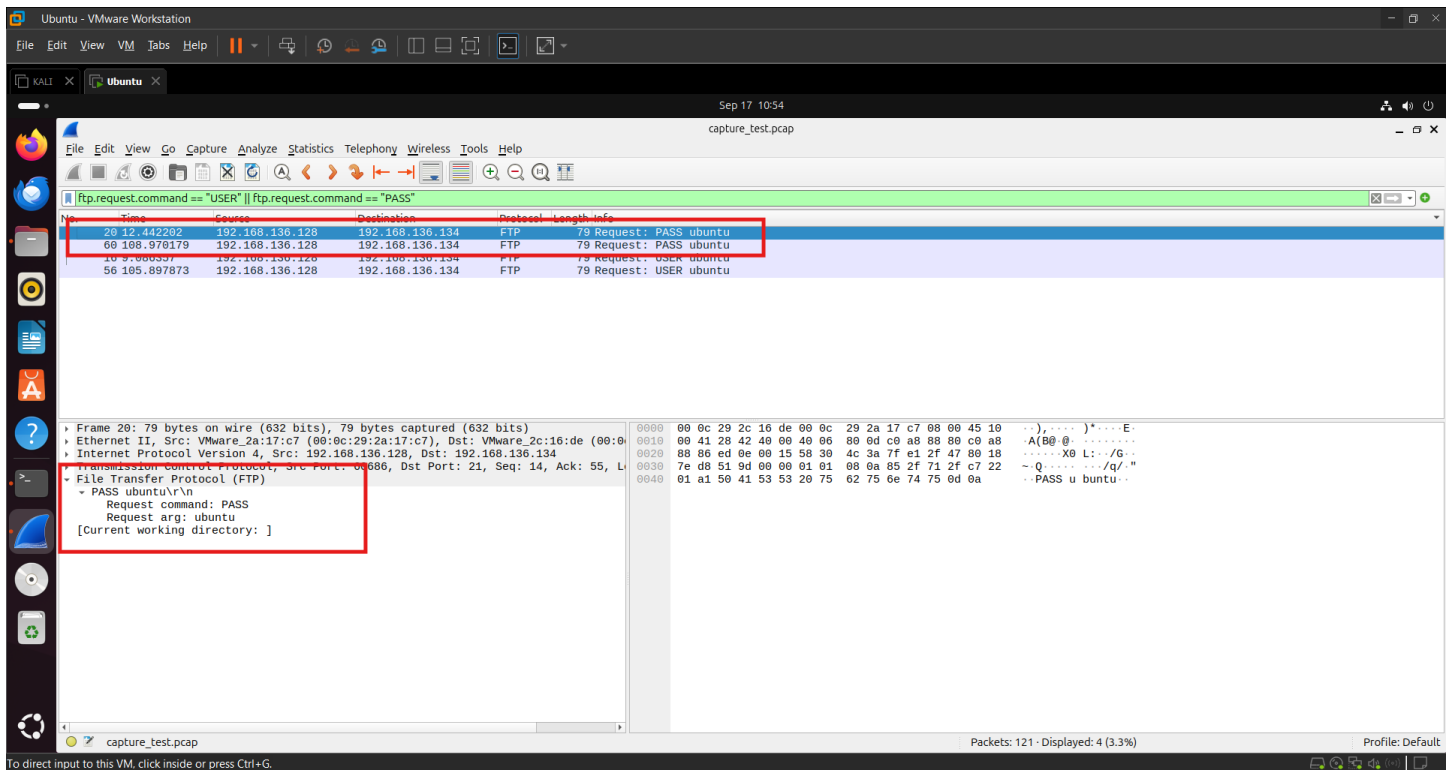 Ubuntu - VMware Workstation
File Edit View VM Tabs Help
KALI
Ubuntu
Sep 17 10:54
capture_test.pcap
File Edit View Go Capture Analyze Statistics Telephony Wireless Tools Help
ftp.request.command == "USER" || ftp.request.command == "PASS"
No. Time Source Destination Protocol Length Info
20 12.442202 192.168.136.128 192.168.136.134 FTP 79 Request: PASS ubuntu
60 108.970179 192.168.136.128 192.168.136.134 FTP 79 Request: PASS ubuntu
16 9.086357 192.168.136.128 192.168.136.134 FTP 79 Request: USER ubuntu
56 105.897873 192.168.136.128 192.168.136.134 FTP 79 Request: USER ubuntu
Frame 20: 79 bytes on wire (632 bits), 79 bytes captured (632 bits)
Ethernet II, Src: VMware_2a:17:c7 (00:0c:29:2a:17:c7), Dst: VMware_2c:16:de (00:0
Internet Protocol Version 4, Src: 192.168.136.128, Dst: 192.168.136.134
Transmission Control Protocol, Src Port: 60686, Dst Port: 21, Seq: 14, Ack: 55, L
File Transfer Protocol (FTP)
PASS ubuntu\r\n
Request command: PASS
Request arg: ubuntu
[Current working directory: ]
0000 00 0c 29 2c 16 de 00 0c 29 2a 17 c7 08 00 45 10 ··),···· )*····E·
0010 00 41 28 42 40 00 40 06 80 0d c0 a8 88 80 c0 a8 ·A(B@·@· ········
0020 88 86 ed 0e 00 15 58 30 4c 3a 7f e1 2f 47 80 18 ······X0 L:··/G··
0030 7e d8 51 9d 00 00 01 01 08 0a 85 2f 71 2f c7 22 ~·Q····· ···/q/·"
0040 01 a1 50 41 53 53 20 75 62 75 6e 74 75 0d 0a ··PASS u buntu··
capture_test.pcap
Packets: 121 · Displayed: 4 (3.3%)
Profile: Default
To direct input to this VM, click inside or press Ctrl+G.